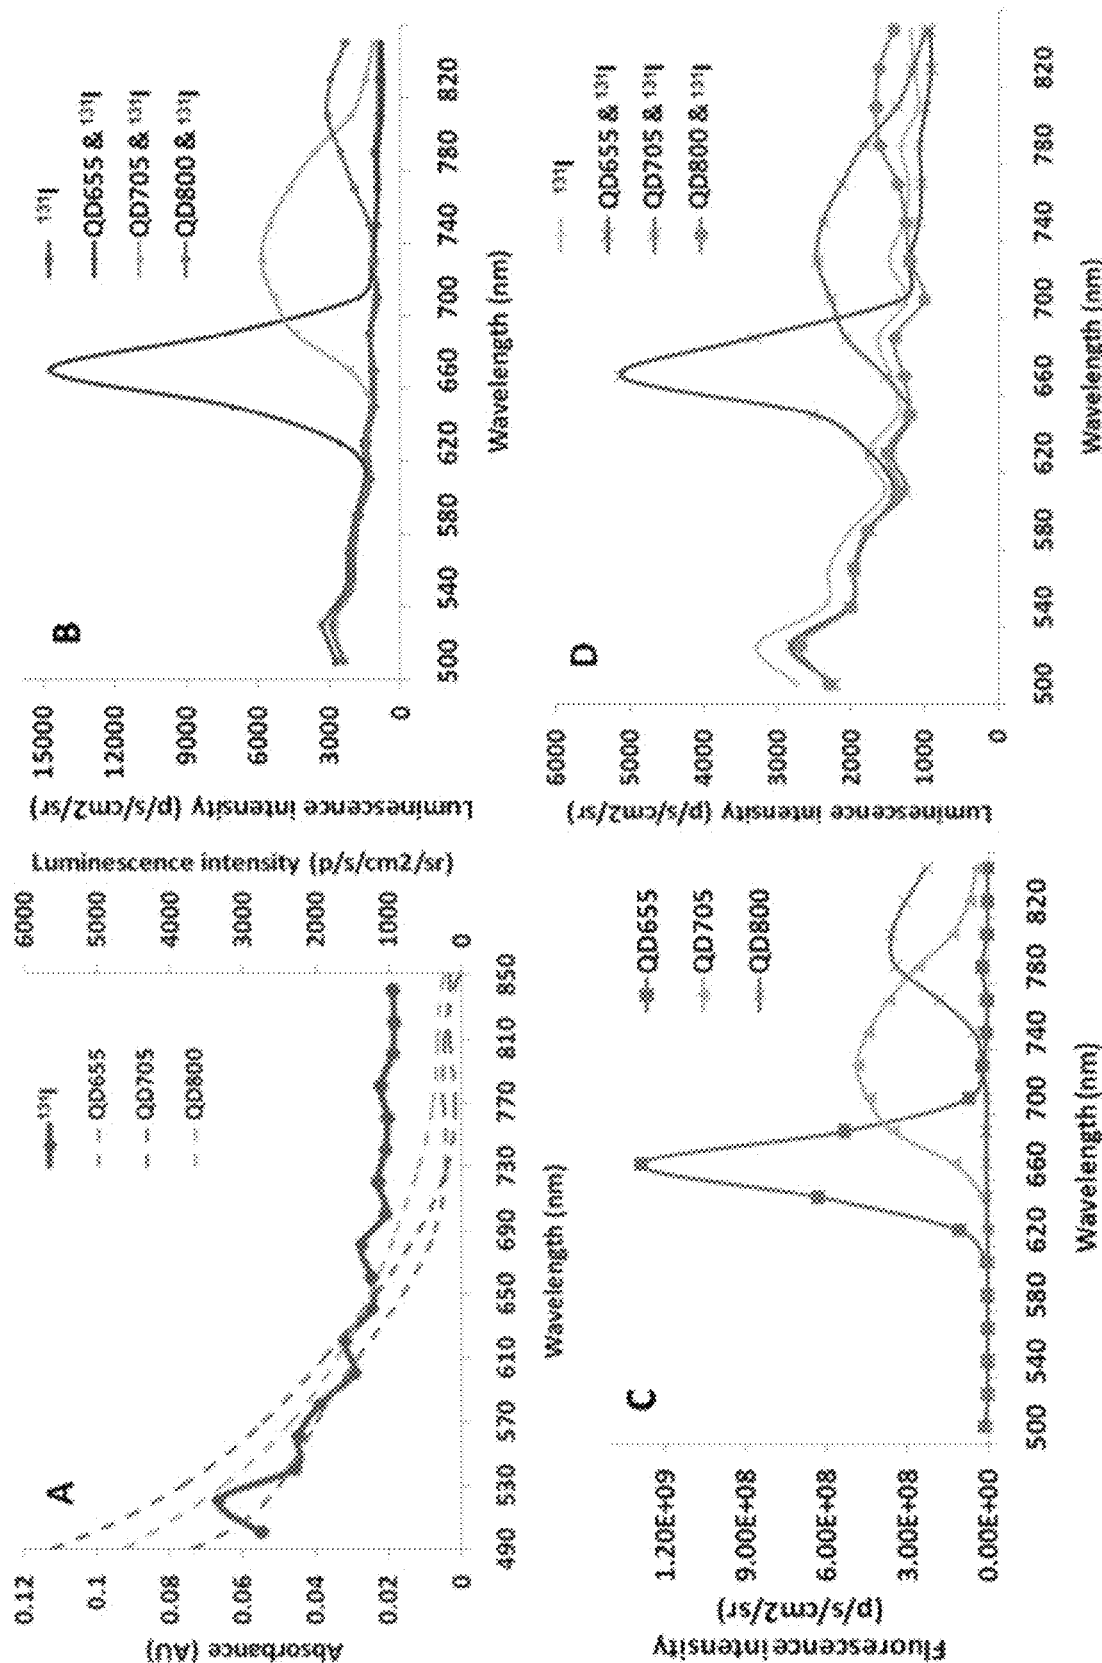 A
Absorbance (AU)
0.12
0.1
0.08
0.06
0.04
0.02
0
490 530 570 610 650 690 730 770 810 850
Wavelength (nm)
6000
5000
4000
3000
2000
1000
0
Luminescence intensity (p/s/cm2/sr)
131I
QD655
QD705
QD800
B
Luminescence intensity (p/s/cm2/sr)
15000
12000
9000
6000
3000
0
500 540 580 620 660 700 740 780 820
Wavelength (nm)
131I
QD655 & 131I
QD705 & 131I
QD800 & 131I
C
Fluorescence intensity
(p/s/cm2/sr)
1.20E+09
9.00E+08
6.00E+08
3.00E+08
0.00E+00
500 540 580 620 660 700 740 780 820
Wavelength (nm)
QD655
QD705
QD800
D
Luminescence intensity (p/s/cm2/sr)
6000
5000
4000
3000
2000
1000
0
500 540 580 620 660 700 740 780 820
Wavelength (nm)
131I
QD655 & 131I
QD705 & 131I
QD800 & 131I